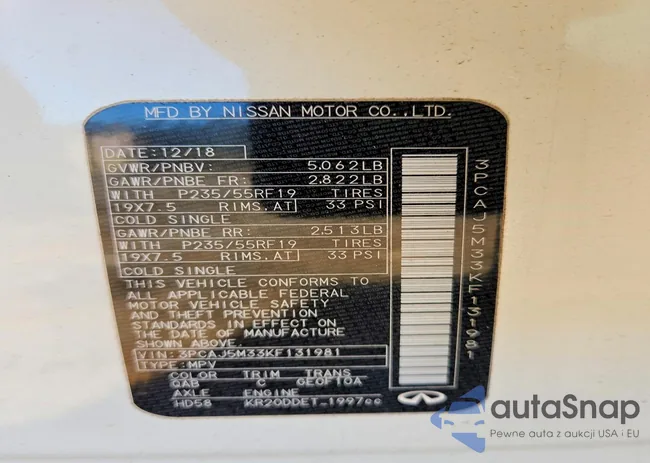 MFD BY NISSAN MOTOR CO.,LTD.
DATE:12/18
GVWR/PNBV: 5.062LB
GAWR/PNBE FR: 2.822LB
WITH P235/55RF19 TIRES
19X7.5 RIMS.AT 33 PSI
COLD SINGLE
GAWR/PNBE RR: 2.513LB
WITH P235/55RF19 TIRES
19X7.5 RIMS.AT 33 PSI
COLD SINGLE
THIS VEHICLE CONFORMS TO
ALL APPLICABLE FEDERAL
MOTOR VEHICLE SAFETY
AND THEFT PREVENTION
STANDARDS IN EFFECT ON
THE DATE OF MANUFACTURE
SHOWN ABOVE.
VIN: 3PCAJ5M33KF131981
TYPE: MPV
COLOR TRIM TRANS
QAB C GEOF10A
AXLE ENGINE
HD58 KR20DDET 1997cc
3PCAJ5M33KF131981
autaSnap
Pewne auta z aukcji USA i EU